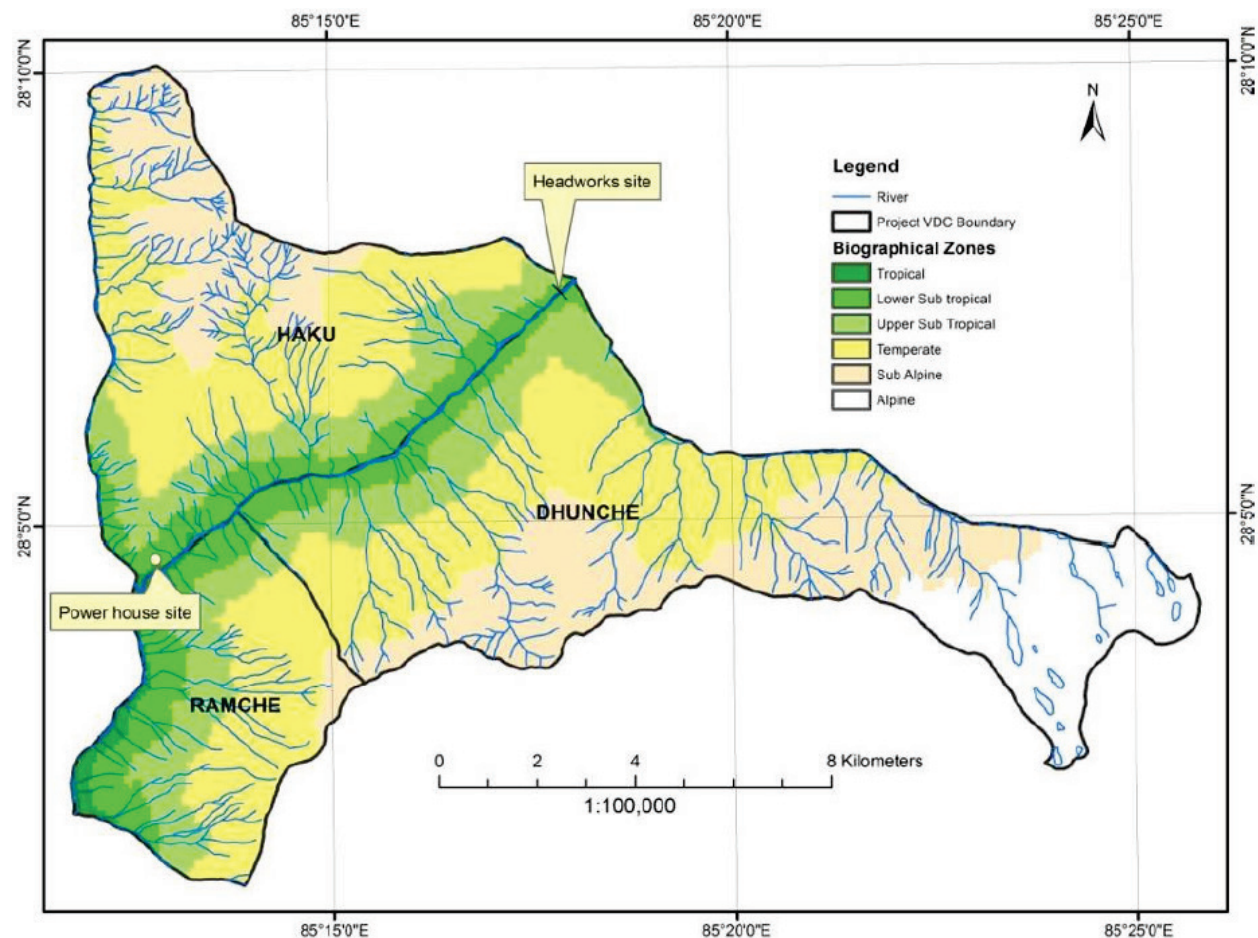 85°15'0"E
85°20'0"E
85°25'0"E
28°10'0"N
28°10'0"N
N
Headworks site
Legend
River
Project VDC Boundary
Biographical Zones
Tropical
Lower Sub tropical
Upper Sub Tropical
Temperate
Sub Alpine
Alpine
HAKU
DHUNCHE
28°5'0"N
28°5'0"N
Power house site
RAMCHE
0 2 4 8 Kilometers
1:100,000
85°15'0"E
85°20'0"E
85°25'0"E